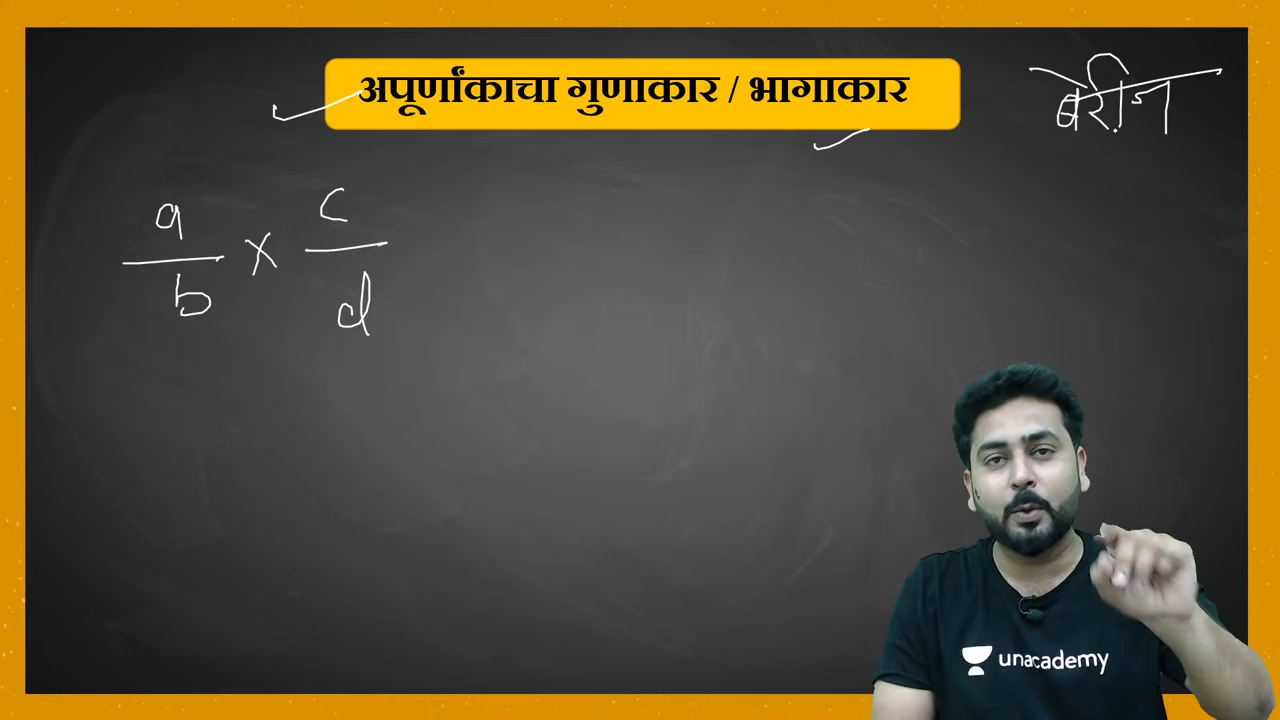 अपूर्णांकाचा गुणाकार / भागाकार
बेरीज
a/b × c/d
unacademy